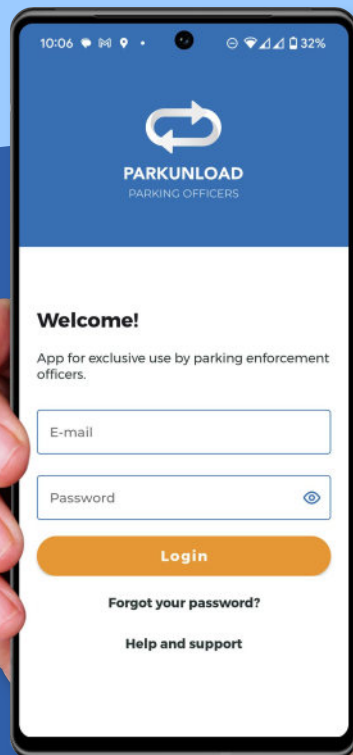 10:06 32%
PARKUNLOAD
PARKING OFFICERS
Welcome!
App for exclusive use by parking enforcement
officers.
E-mail
Password
Login
Forgot your password?
Help and support